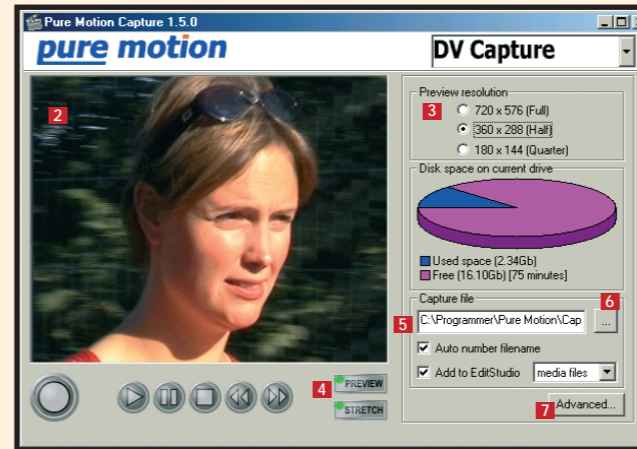 Pure Motion Capture 1.5.0
pure motion
DV Capture
2
Preview resolution
3
720 x 576 (Full)
360 x 288 (Half)
180 x 144 (Quarter)
Disk space on current drive
Used space (2.34Gb)
Free (16.10Gb) [75 minutes]
Capture file
6
5
C:\Programmer\Pure Motion\Cap
...
Auto number filename
Add to EditStudio
media files
4
PREVIEW
STRETCH
7
Advanced...